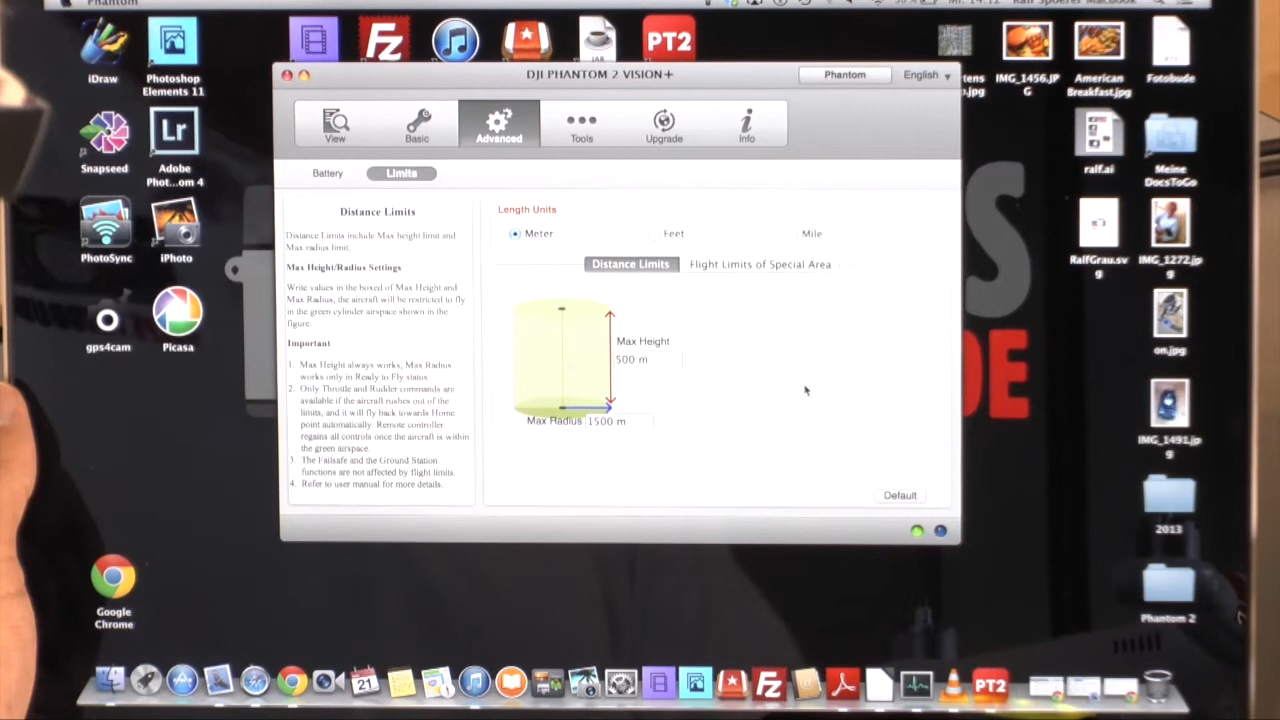 Phantom
iDraw
Photoshop
Elements 11
Fz
JAR
PT2
IMG_1456.JP
G
American
Breakfast.jpg
Fotobude
DJI PHANTOM 2 VISION+
Phantom
English
View
Basic
Advanced
Tools
Upgrade
Info
Battery
Limits
Snapseed
Lr
Adobe
Phot...om 4
ralf.ai
Meine
DocsToGo
Distance Limits
Distance Limits include Max height limit and
Max radius limit.
Max Height/Radius Settings
Write values in the boxed of Max Height and
Max Radius, the aircraft will be restricted to fly
in the green cylinder airspace shown in the
figure.
Important
1. Max Height always works, Max Radius
works only in Ready to Fly status
2. Only Throttle and Rudder commands are
available if the aircraft rushes out of the
limits, and it will fly back towards Home
point automatically. Remote controller
regains all controls once the aircraft is within
the green airspace.
3. The Failsafe and the Ground Station
functions are not affected by flight limits.
4. Refer to user manual for more details.
Length Units
Meter
Feet
Mile
Distance Limits
Flight Limits of Special Area
Max Height
500 m
Max Radius 1500 m
Default
PhotoSync
iPhoto
RalfGrau.sv
g
IMG_1272.jp
g
gps4cam
Picasa
on.jpg
IMG_1491.jp
g
2013
Google
Chrome
Phantom 2
21
Fz
PT2